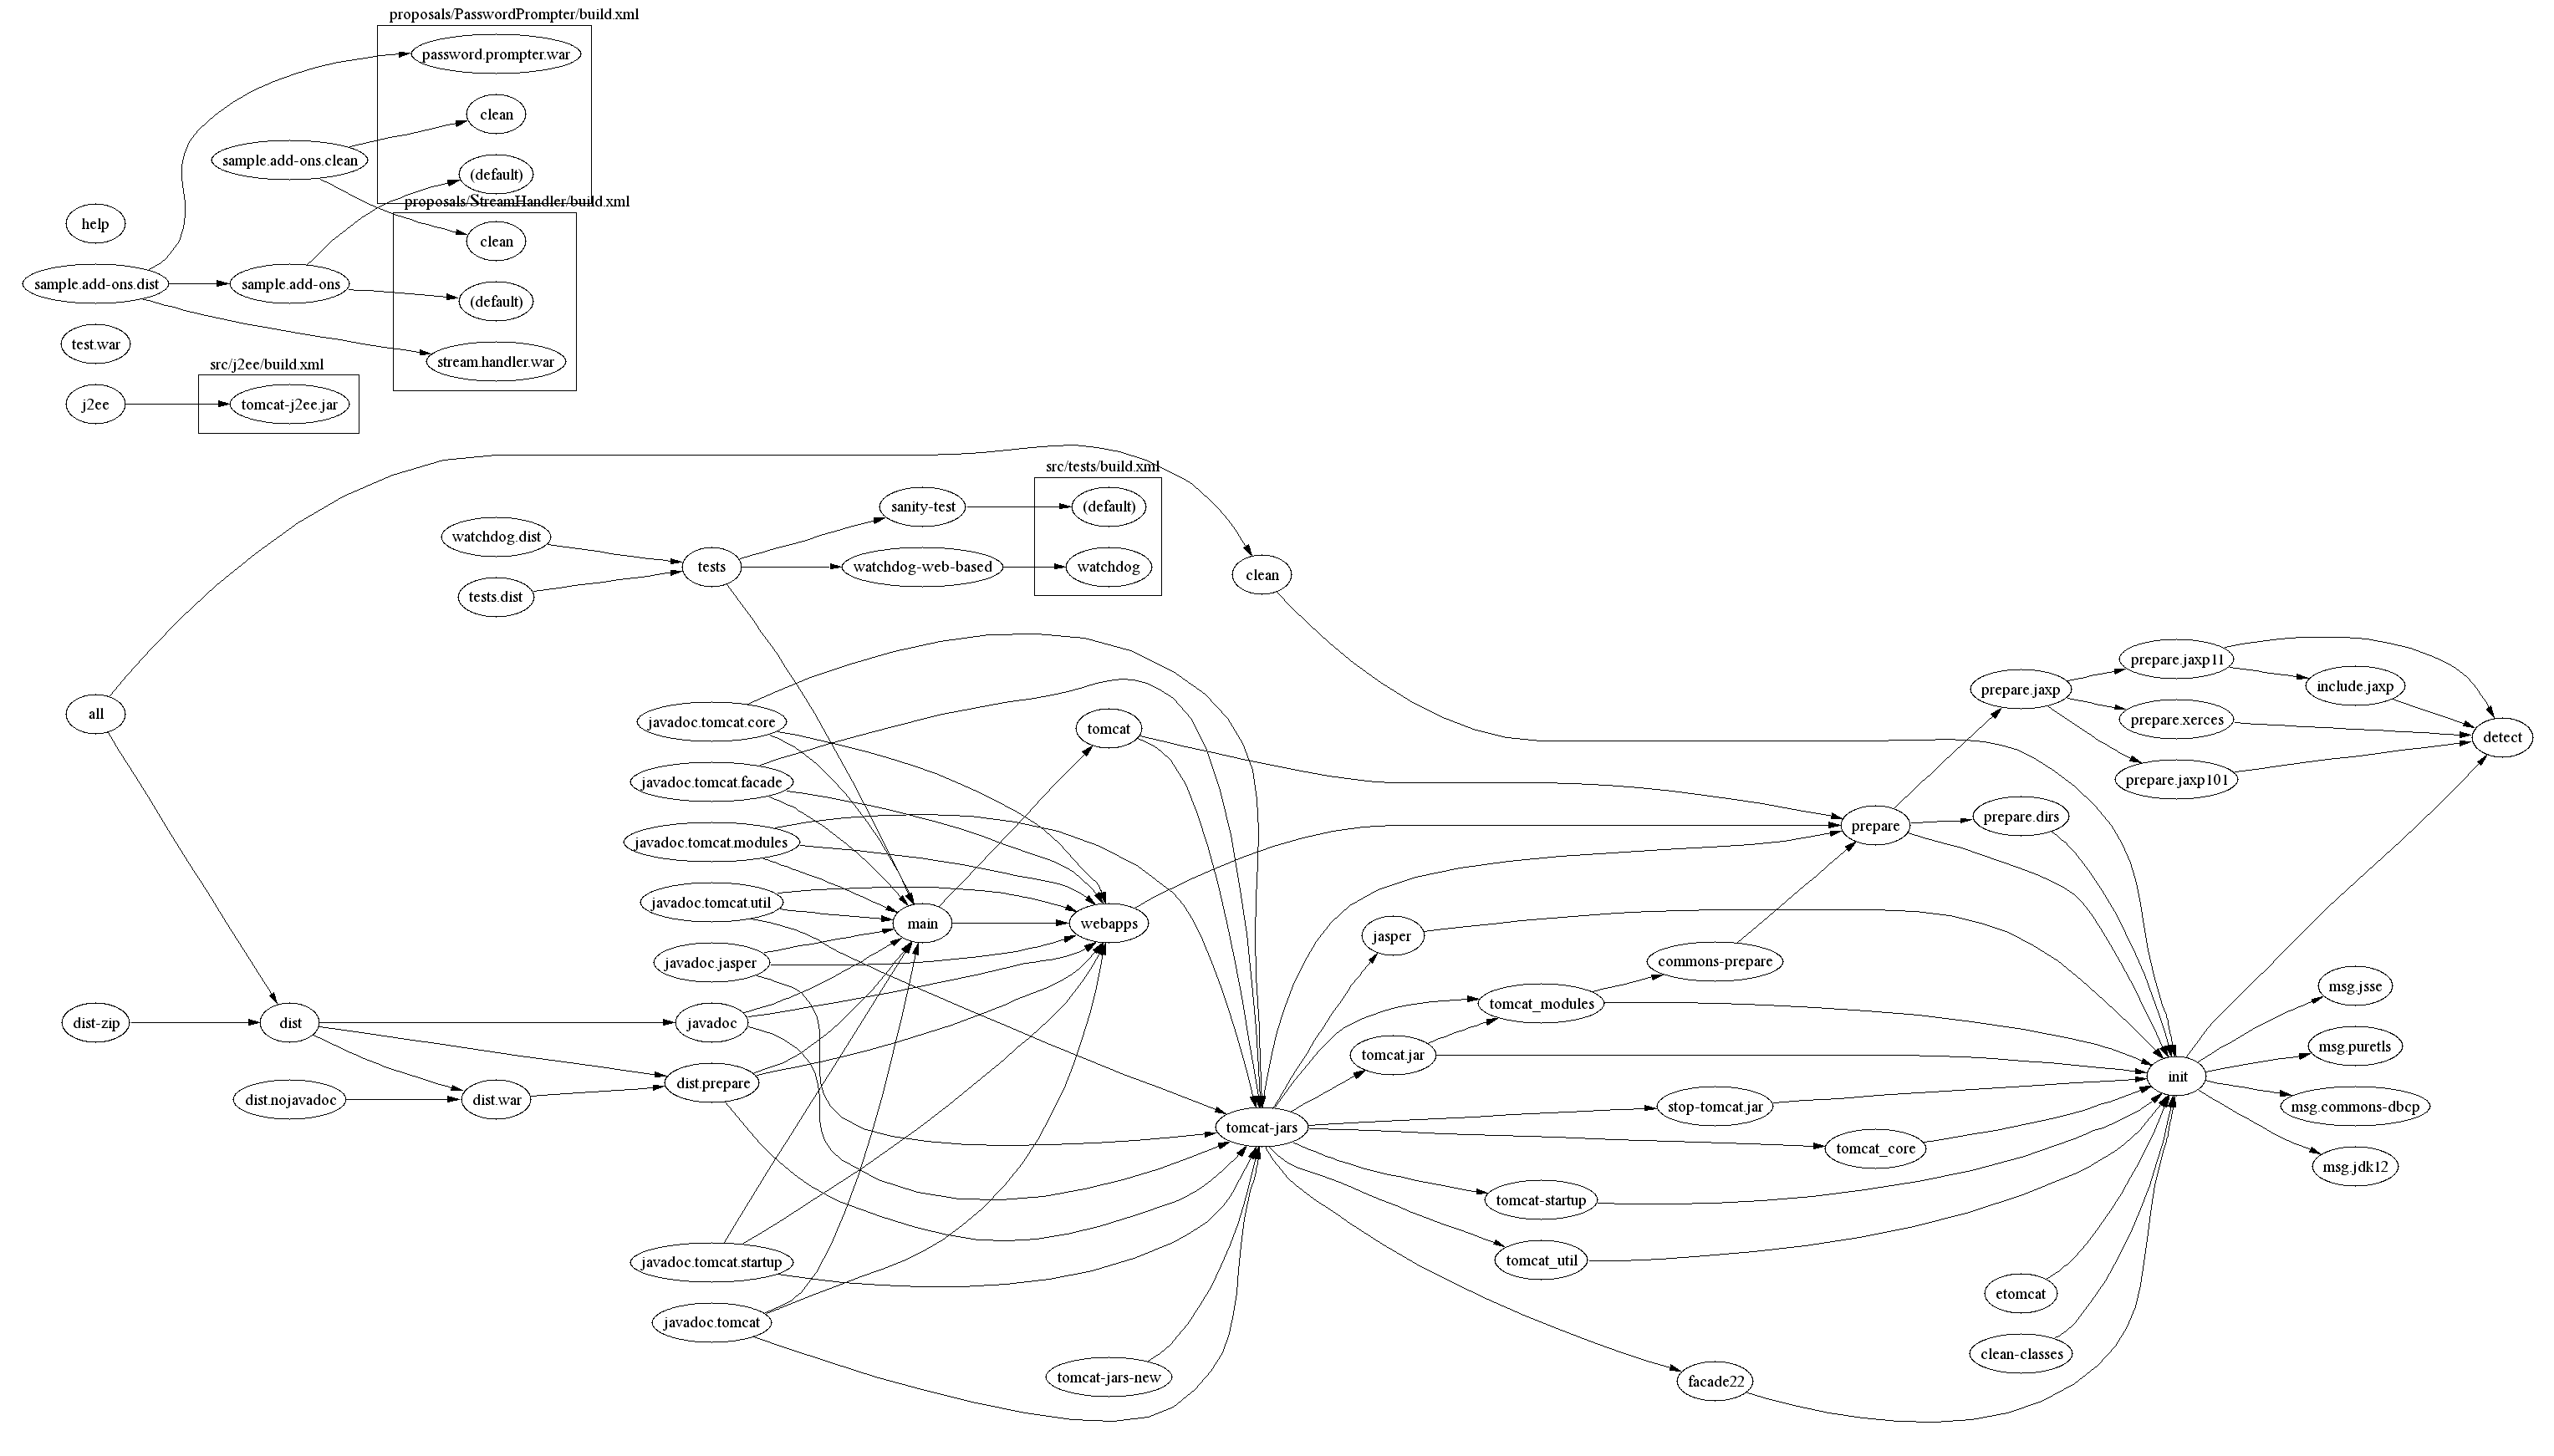 proposals/PasswordPrompter/build.xml
password.prompter.war
clean
sample.add-ons.clean
(default)
proposals/StreamHandler/build.xml
help
clean
sample.add-ons.dist
sample.add-ons
(default)
test.war
stream.handler.war
src/j2ee/build.xml
j2ee
tomcat-j2ee.jar
src/tests/build.xml
sanity-test
(default)
watchdog.dist
tests
watchdog-web-based
watchdog
clean
tests.dist
prepare.jaxp11
include.jaxp
prepare.jaxp
all
javadoc.tomcat.core
tomcat
prepare.xerces
detect
javadoc.tomcat.facade
prepare.jaxp101
prepare
prepare.dirs
javadoc.tomcat.modules
javadoc.tomcat.util
main
webapps
jasper
javadoc.jasper
commons-prepare
msg.jsse
tomcat_modules
dist-zip
dist
javadoc
tomcat.jar
msg.puretls
dist.prepare
init
dist.nojavadoc
dist.war
stop-tomcat.jar
msg.commons-dbcp
tomcat-jars
tomcat_core
msg.jdk12
tomcat-startup
javadoc.tomcat.startup
tomcat_util
etomcat
javadoc.tomcat
clean-classes
tomcat-jars-new
facade22